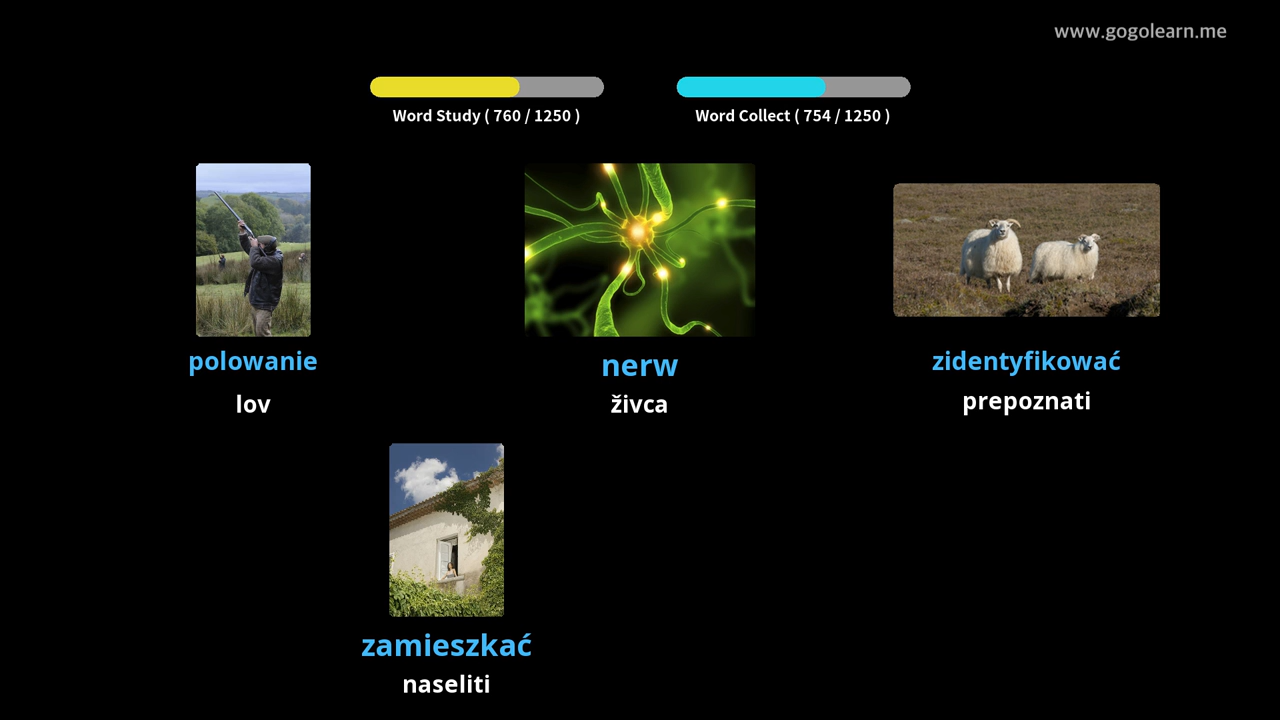 www.gogolearn.me
Word Study ( 760 / 1250 )
Word Collect ( 754 / 1250 )
polowanie
nerw
zidentyfikować
lov
živca
prepoznati
zamieszkać
naseliti